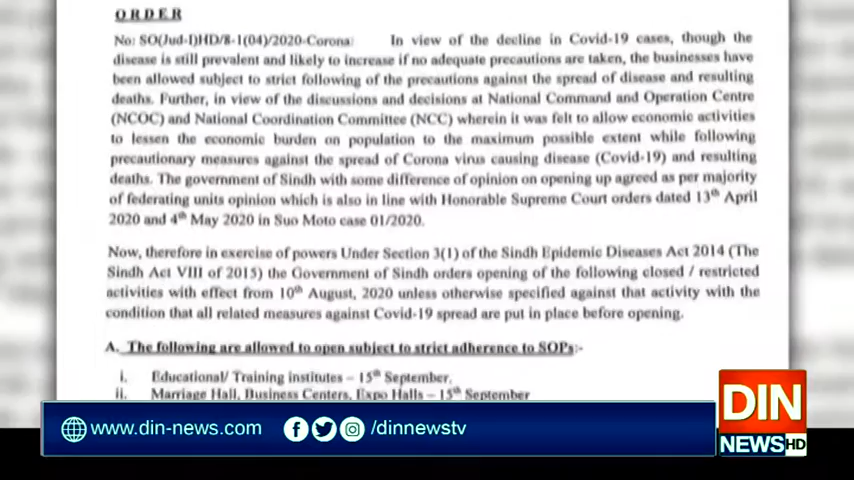 ORDER
No: SO(Jud-I)HD/8-1(04)/2020-Corona: In view of the decline in Covid-19 cases, though the
disease is still prevalent and likely to increase if no adequate precautions are taken, the businesses have
been allowed subject to strict following of the precautions against the spread of disease and resulting
deaths. Further, in view of the discussions and decisions at National Command and Operation Centre
(NCOC) and National Coordination Committee (NCC) wherein it was felt to allow economic activities
to lessen the economic burden on population to the maximum possible extent while following
precautionary measures against the spread of Corona virus causing disease (Covid-19) and resulting
deaths. The government of Sindh with some difference of opinion on opening up agreed as per majority
of federating units opinion which is also in line with Honorable Supreme Court orders dated 13th April
2020 and 4th May 2020 in Suo Moto case 01/2020.
Now, therefore in exercise of powers Under Section 3(1) of the Sindh Epidemic Diseases Act 2014 (The
Sindh Act VIII of 2015) the Government of Sindh orders opening of the following closed / restricted
activities with effect from 10th August, 2020 unless otherwise specified against that activity with the
condition that all related measures against Covid-19 spread are put in place before opening.
A. The following are allowed to open subject to strict adherence to SOPs:-
i. Educational/ Training institutes – 15th September,
ii. Marriage Hall, Business Centers, Expo Halls – 15th September
www.din-news.com /dinnewstv
DIN
NEWS HD